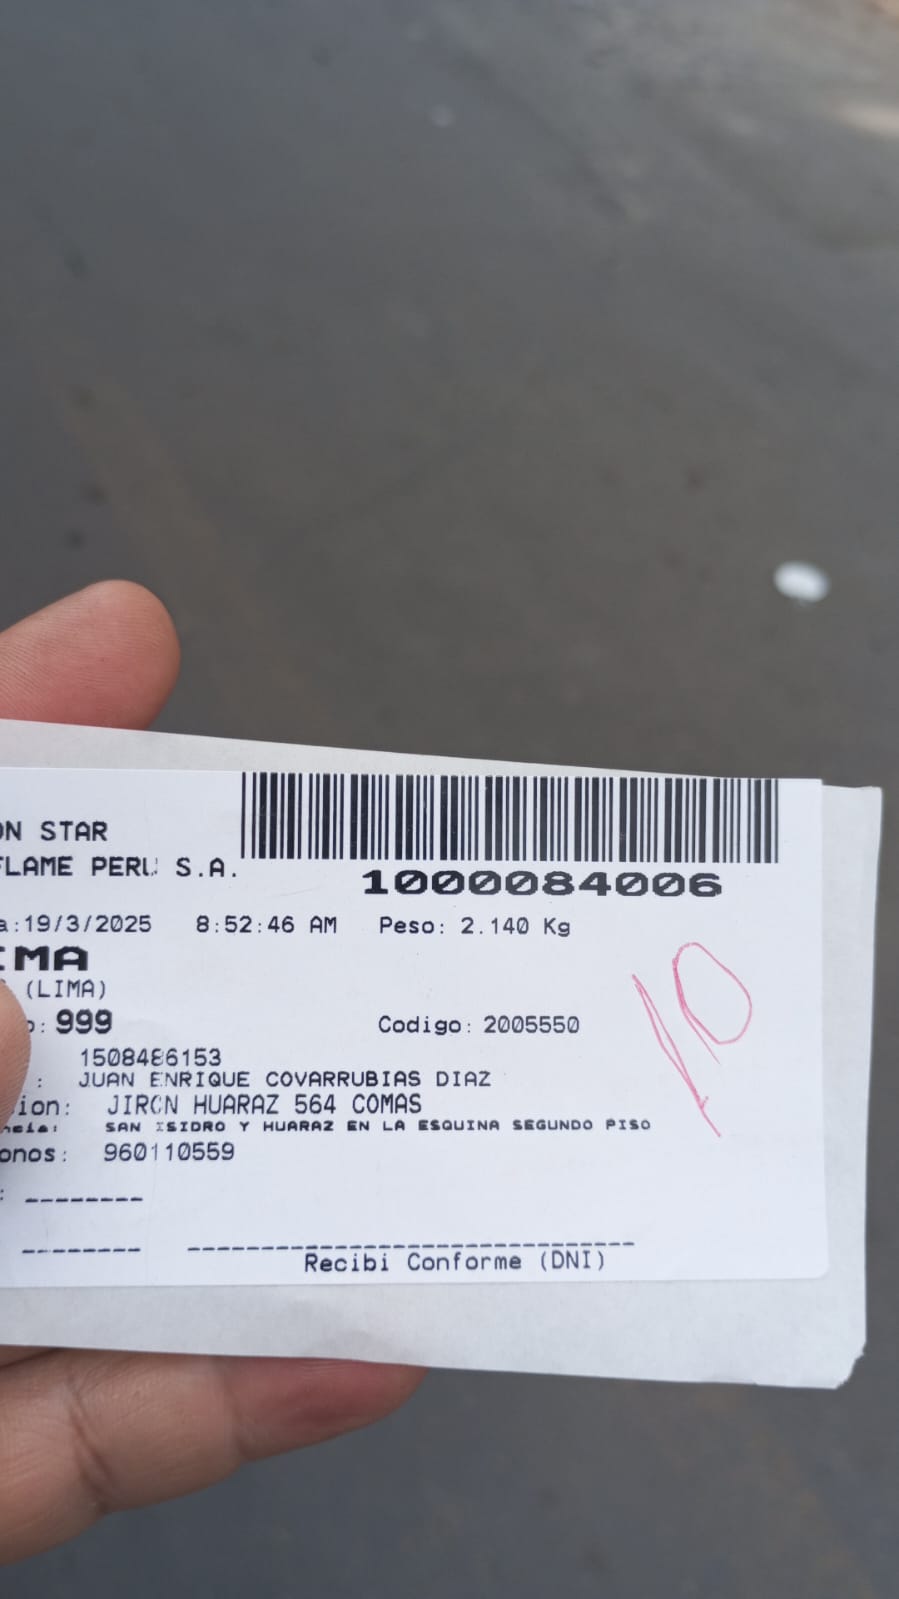 ON STAR
FLAME PERU S.A.
1000084006
a:19/3/2025 8:52:46 AM Peso: 2.140 Kg
IMA
(LIMA)
o: 999 Codigo: 2005550
1508486153
: JUAN ENRIQUE COVARRUBIAS DIAZ
ion: JIRON HUARAZ 564 COMAS
ncia: SAN ISIDRO Y HUARAZ EN LA ESQUINA SEGUNDO PISO
onos: 960110559
: --------
-------- Recibi Conforme (DNI)
10